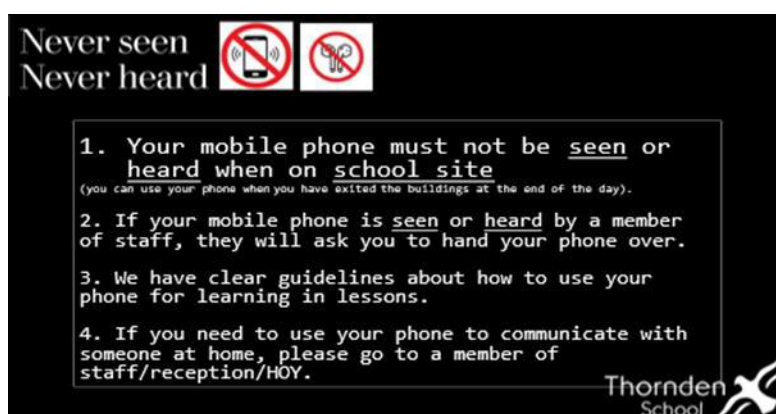 Never seen
Never heard
1. Your mobile phone must not be seen or
heard when on school site
(you can use your phone when you have exited the buildings at the end of the day).
2. If your mobile phone is seen or heard by a member
of staff, they will ask you to hand your phone over.
3. We have clear guidelines about how to use your
phone for learning in lessons.
4. If you need to use your phone to communicate with
someone at home, please go to a member of
staff/reception/HOY.
Thornden
School